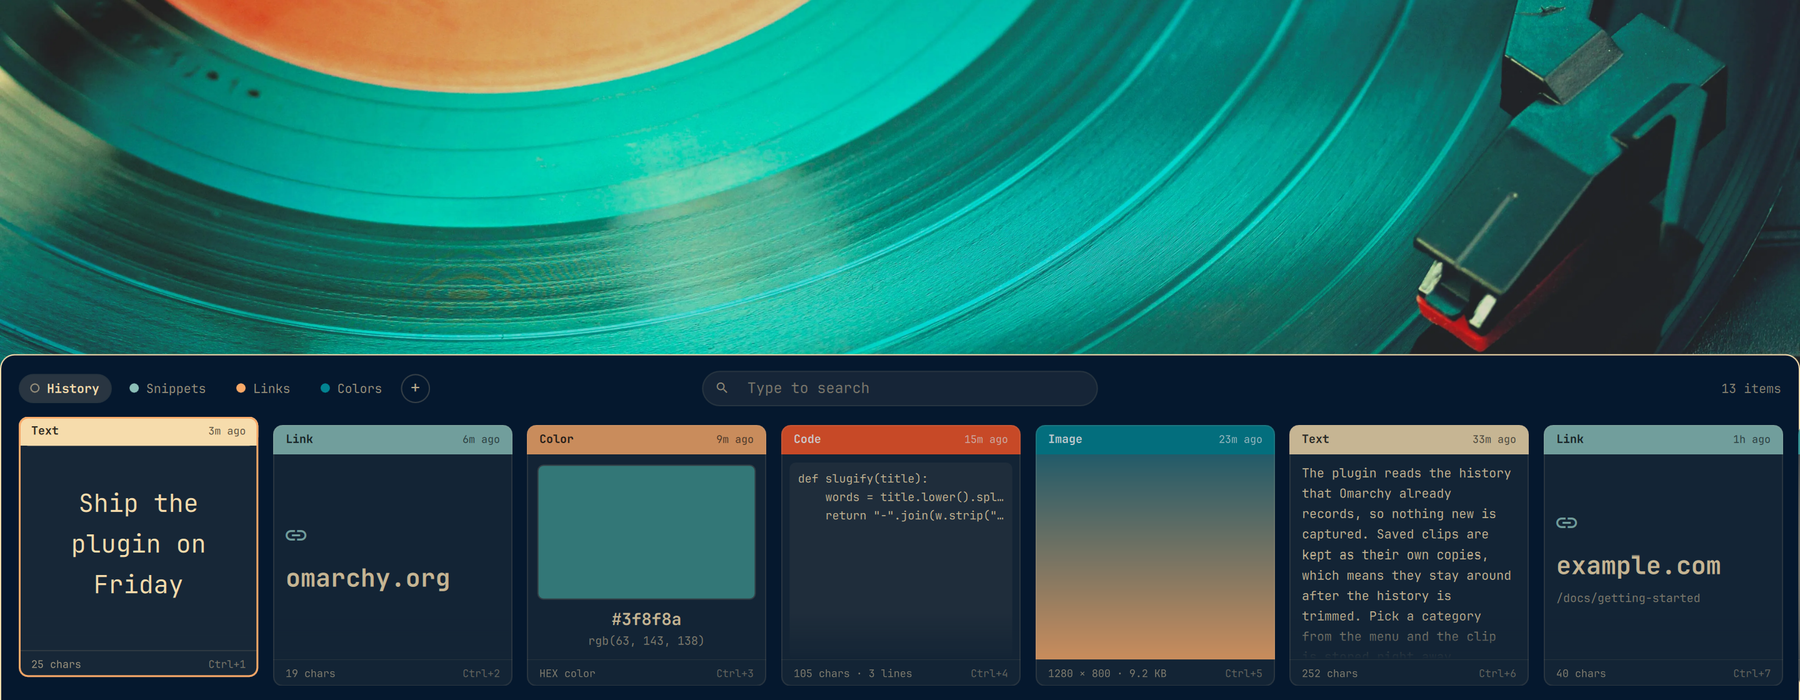 History
Snippets
Links
Colors
+
Type to search
13 items
Text 3m ago
Ship the
plugin on
Friday
25 chars Ctrl+1
Link 6m ago
omarchy.org
19 chars Ctrl+2
Color 9m ago
#3f8f8a
rgb(63, 143, 138)
HEX color Ctrl+3
Code 15m ago
def slugify(title):
    words = title.lower().spl…
    return "-".join(w.strip("…
105 chars · 3 lines Ctrl+4
Image 23m ago
1280 × 800 · 9.2 KB Ctrl+5
Text 33m ago
The plugin reads the history
that Omarchy already
records, so nothing new is
captured. Saved clips are
kept as their own copies,
which means they stay around
after the history is
trimmed. Pick a category
from the menu and the clip
252 chars Ctrl+6
Link 1h ago
example.com
/docs/getting-started
40 chars Ctrl+7